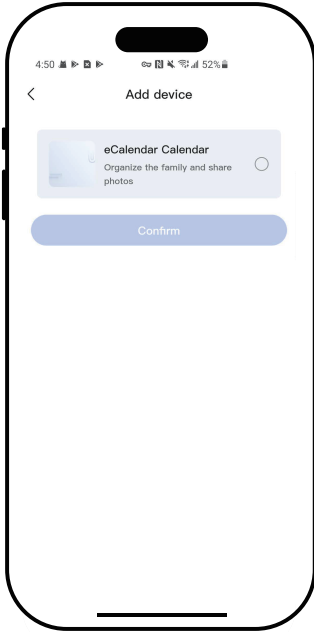 4:50 52%
Add device
eCalendar Calendar
Organize the family and share
photos
Confirm